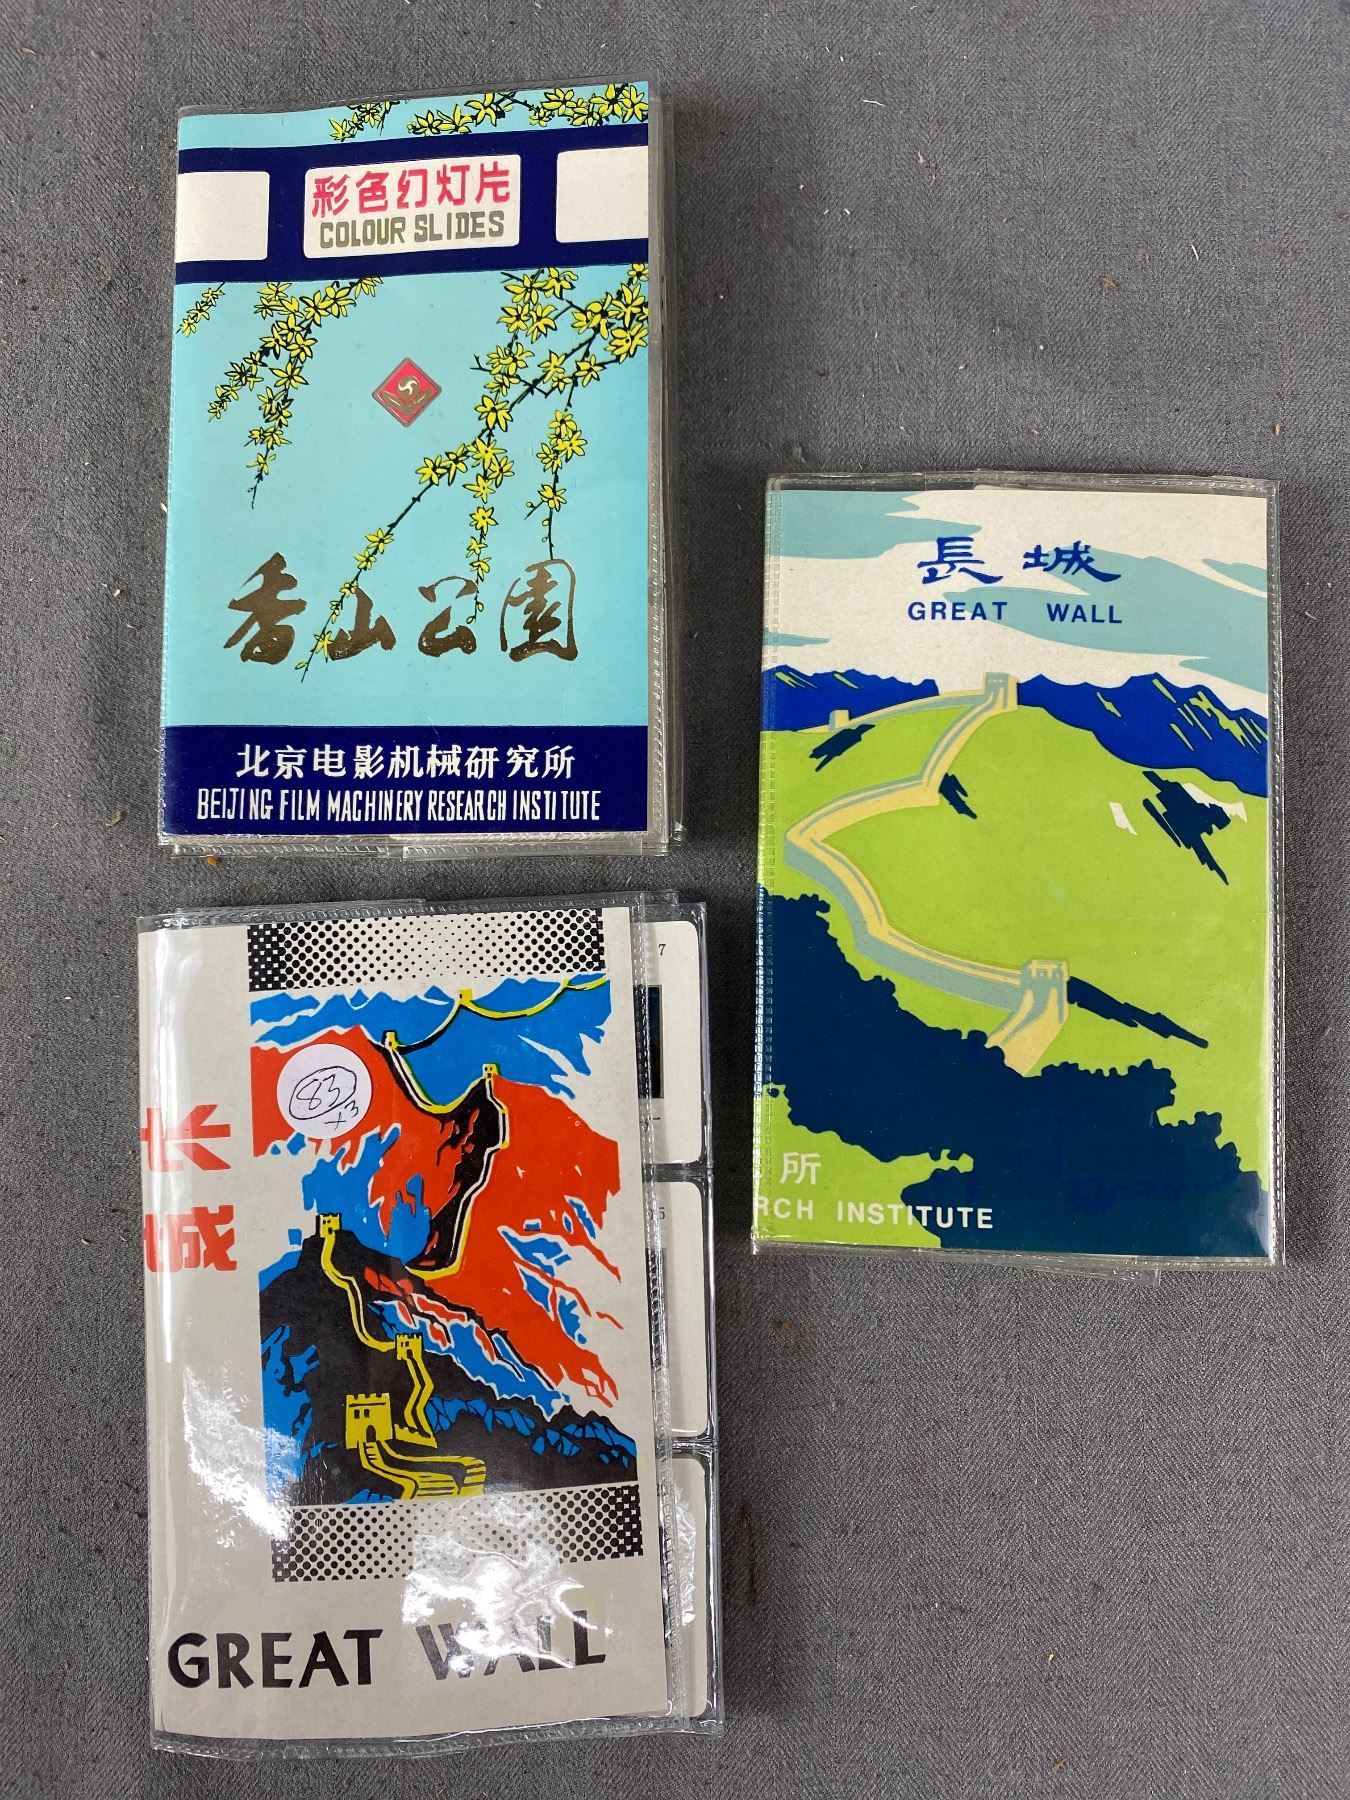 彩色幻灯片
COLOUR SLIDES
香山公園
北京电影机械研究所
BEIJING FILM MACHINERY RESEARCH INSTITUTE
長城
GREAT WALL
所
RCH INSTITUTE
7
35
83
x3
长
城
GREAT WALL